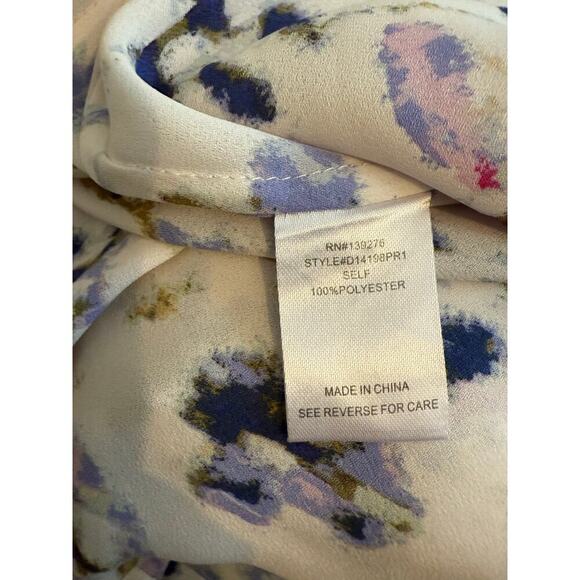 RN#139276
STYLE#D14198PR1
SELF
100%POLYESTER
MADE IN CHINA
SEE REVERSE FOR CARE